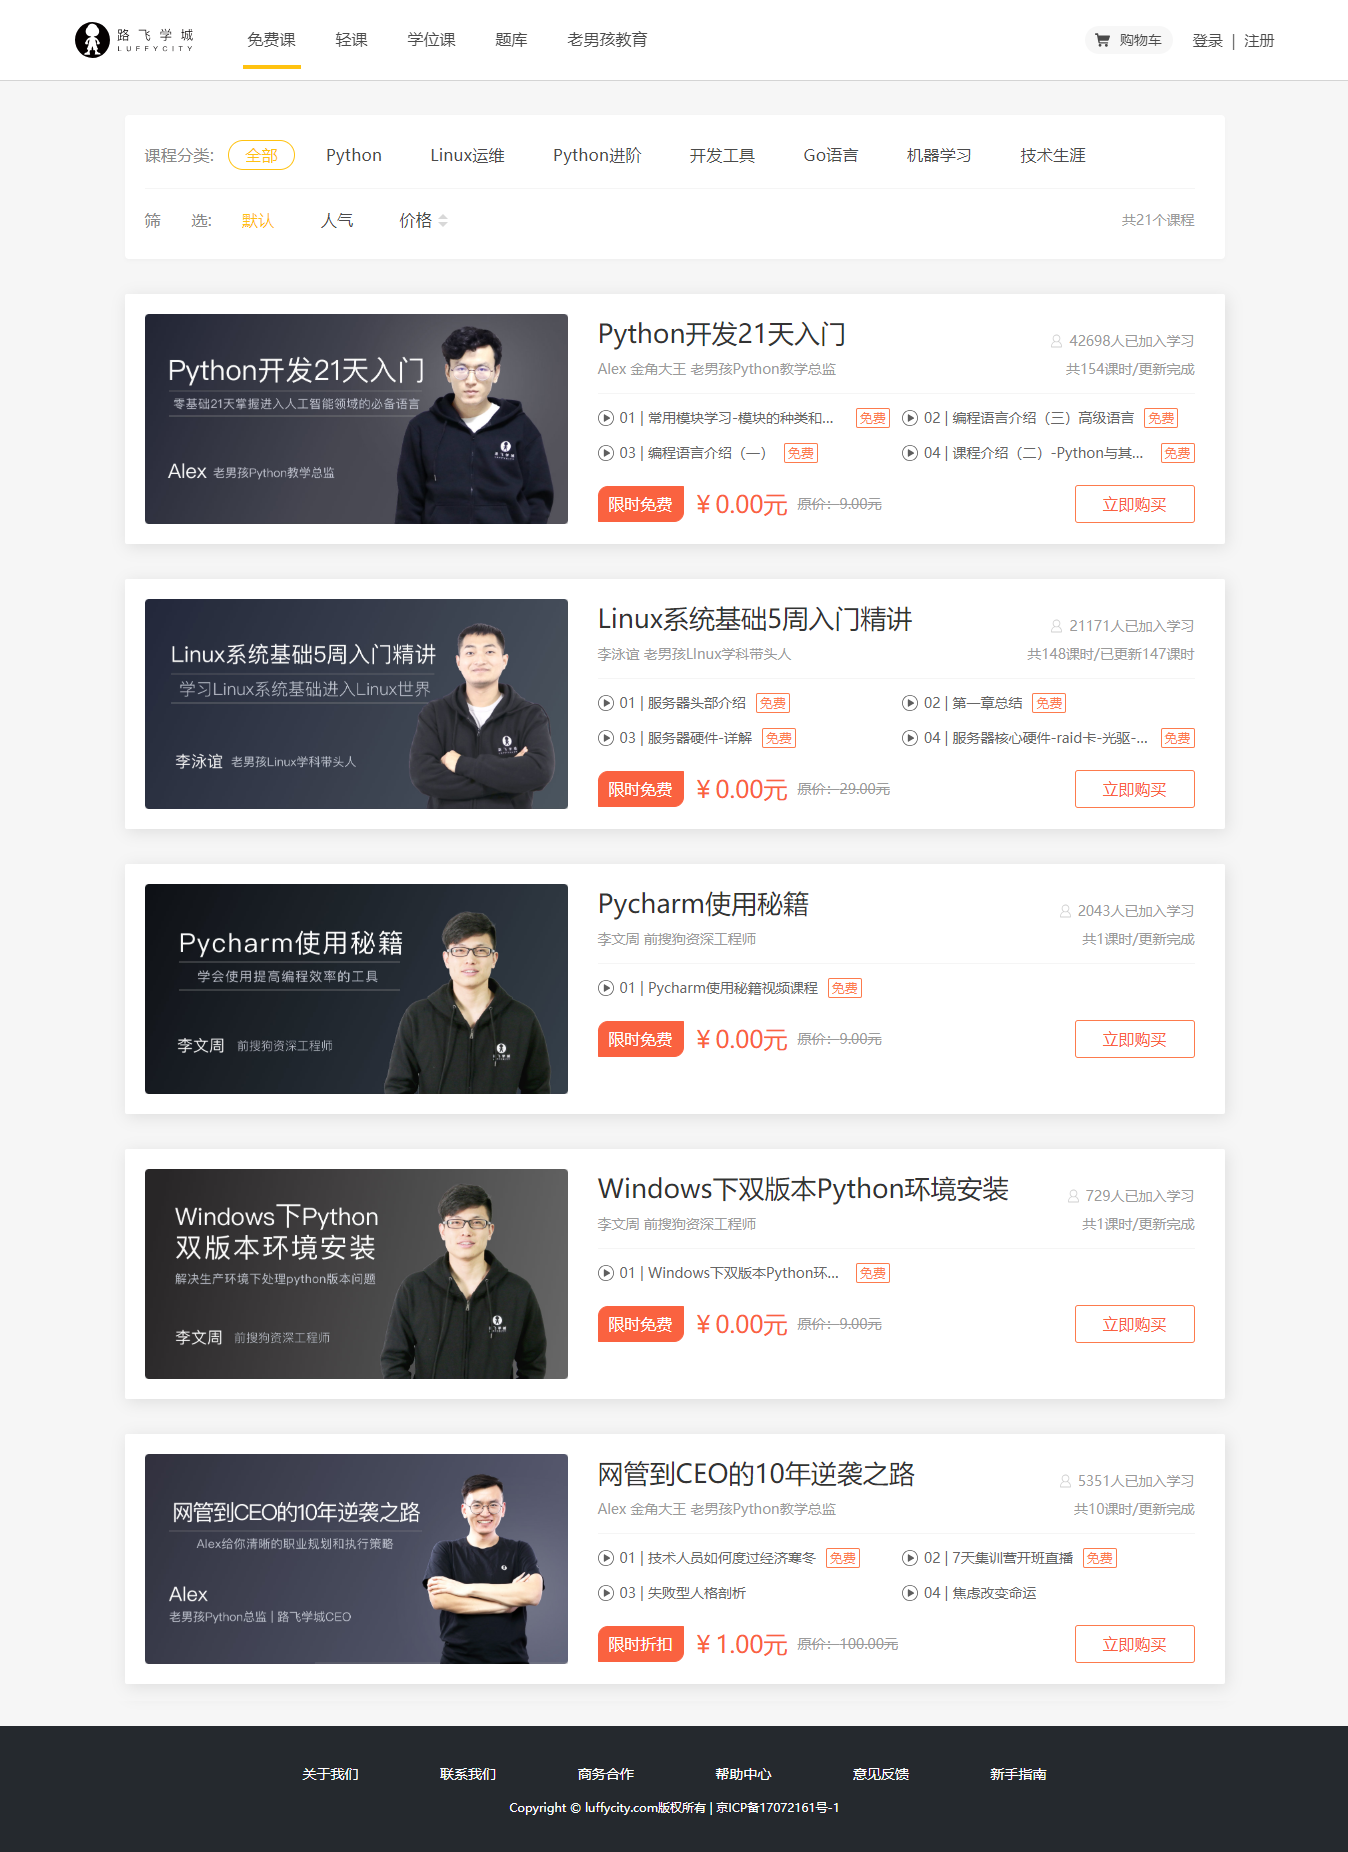 路飞学城
LUFFYCITY
免费课 轻课 学位课 题库 老男孩教育
购物车 登录 | 注册
课程分类: 全部 Python Linux运维 Python进阶 开发工具 Go语言 机器学习 技术生涯
筛 选: 默认 人气 价格 共21个课程
Python开发21天入门
零基础21天掌握进入人工智能领域的必备语言
Alex 老男孩Python教学总监
Python开发21天入门 42698人已加入学习
Alex 金角大王 老男孩Python教学总监 共154课时/更新完成
01 | 常用模块学习-模块的种类和... 免费 02 | 编程语言介绍（三）高级语言 免费
03 | 编程语言介绍（一） 免费 04 | 课程介绍（二）-Python与其... 免费
限时免费 ¥ 0.00元 原价：9.00元 立即购买
Linux系统基础5周入门精讲
学习Linux系统基础进入Linux世界
李泳谊 老男孩Linux学科带头人
Linux系统基础5周入门精讲 21171人已加入学习
李泳谊 老男孩LInux学科带头人 共148课时/已更新147课时
01 | 服务器头部介绍 免费 02 | 第一章总结 免费
03 | 服务器硬件-详解 免费 04 | 服务器核心硬件-raid卡-光驱-... 免费
限时免费 ¥ 0.00元 原价：29.00元 立即购买
Pycharm使用秘籍
学会使用提高编程效率的工具
李文周 前搜狗资深工程师
Pycharm使用秘籍 2043人已加入学习
李文周 前搜狗资深工程师 共1课时/更新完成
01 | Pycharm使用秘籍视频课程 免费
限时免费 ¥ 0.00元 原价：9.00元 立即购买
Windows下Python
双版本环境安装
解决生产环境下处理python版本问题
李文周 前搜狗资深工程师
Windows下双版本Python环境安装 729人已加入学习
李文周 前搜狗资深工程师 共1课时/更新完成
01 | Windows下双版本Python环... 免费
限时免费 ¥ 0.00元 原价：9.00元 立即购买
网管到CEO的10年逆袭之路
Alex给你清晰的职业规划和执行策略
Alex
老男孩Python总监 | 路飞学城CEO
网管到CEO的10年逆袭之路 5351人已加入学习
Alex 金角大王 老男孩Python教学总监 共10课时/更新完成
01 | 技术人员如何度过经济寒冬 免费 02 | 7天集训营开班直播 免费
03 | 失败型人格剖析 04 | 焦虑改变命运
限时折扣 ¥ 1.00元 原价：100.00元 立即购买
关于我们 联系我们 商务合作 帮助中心 意见反馈 新手指南
Copyright © luffycity.com版权所有 | 京ICP备17072161号-1